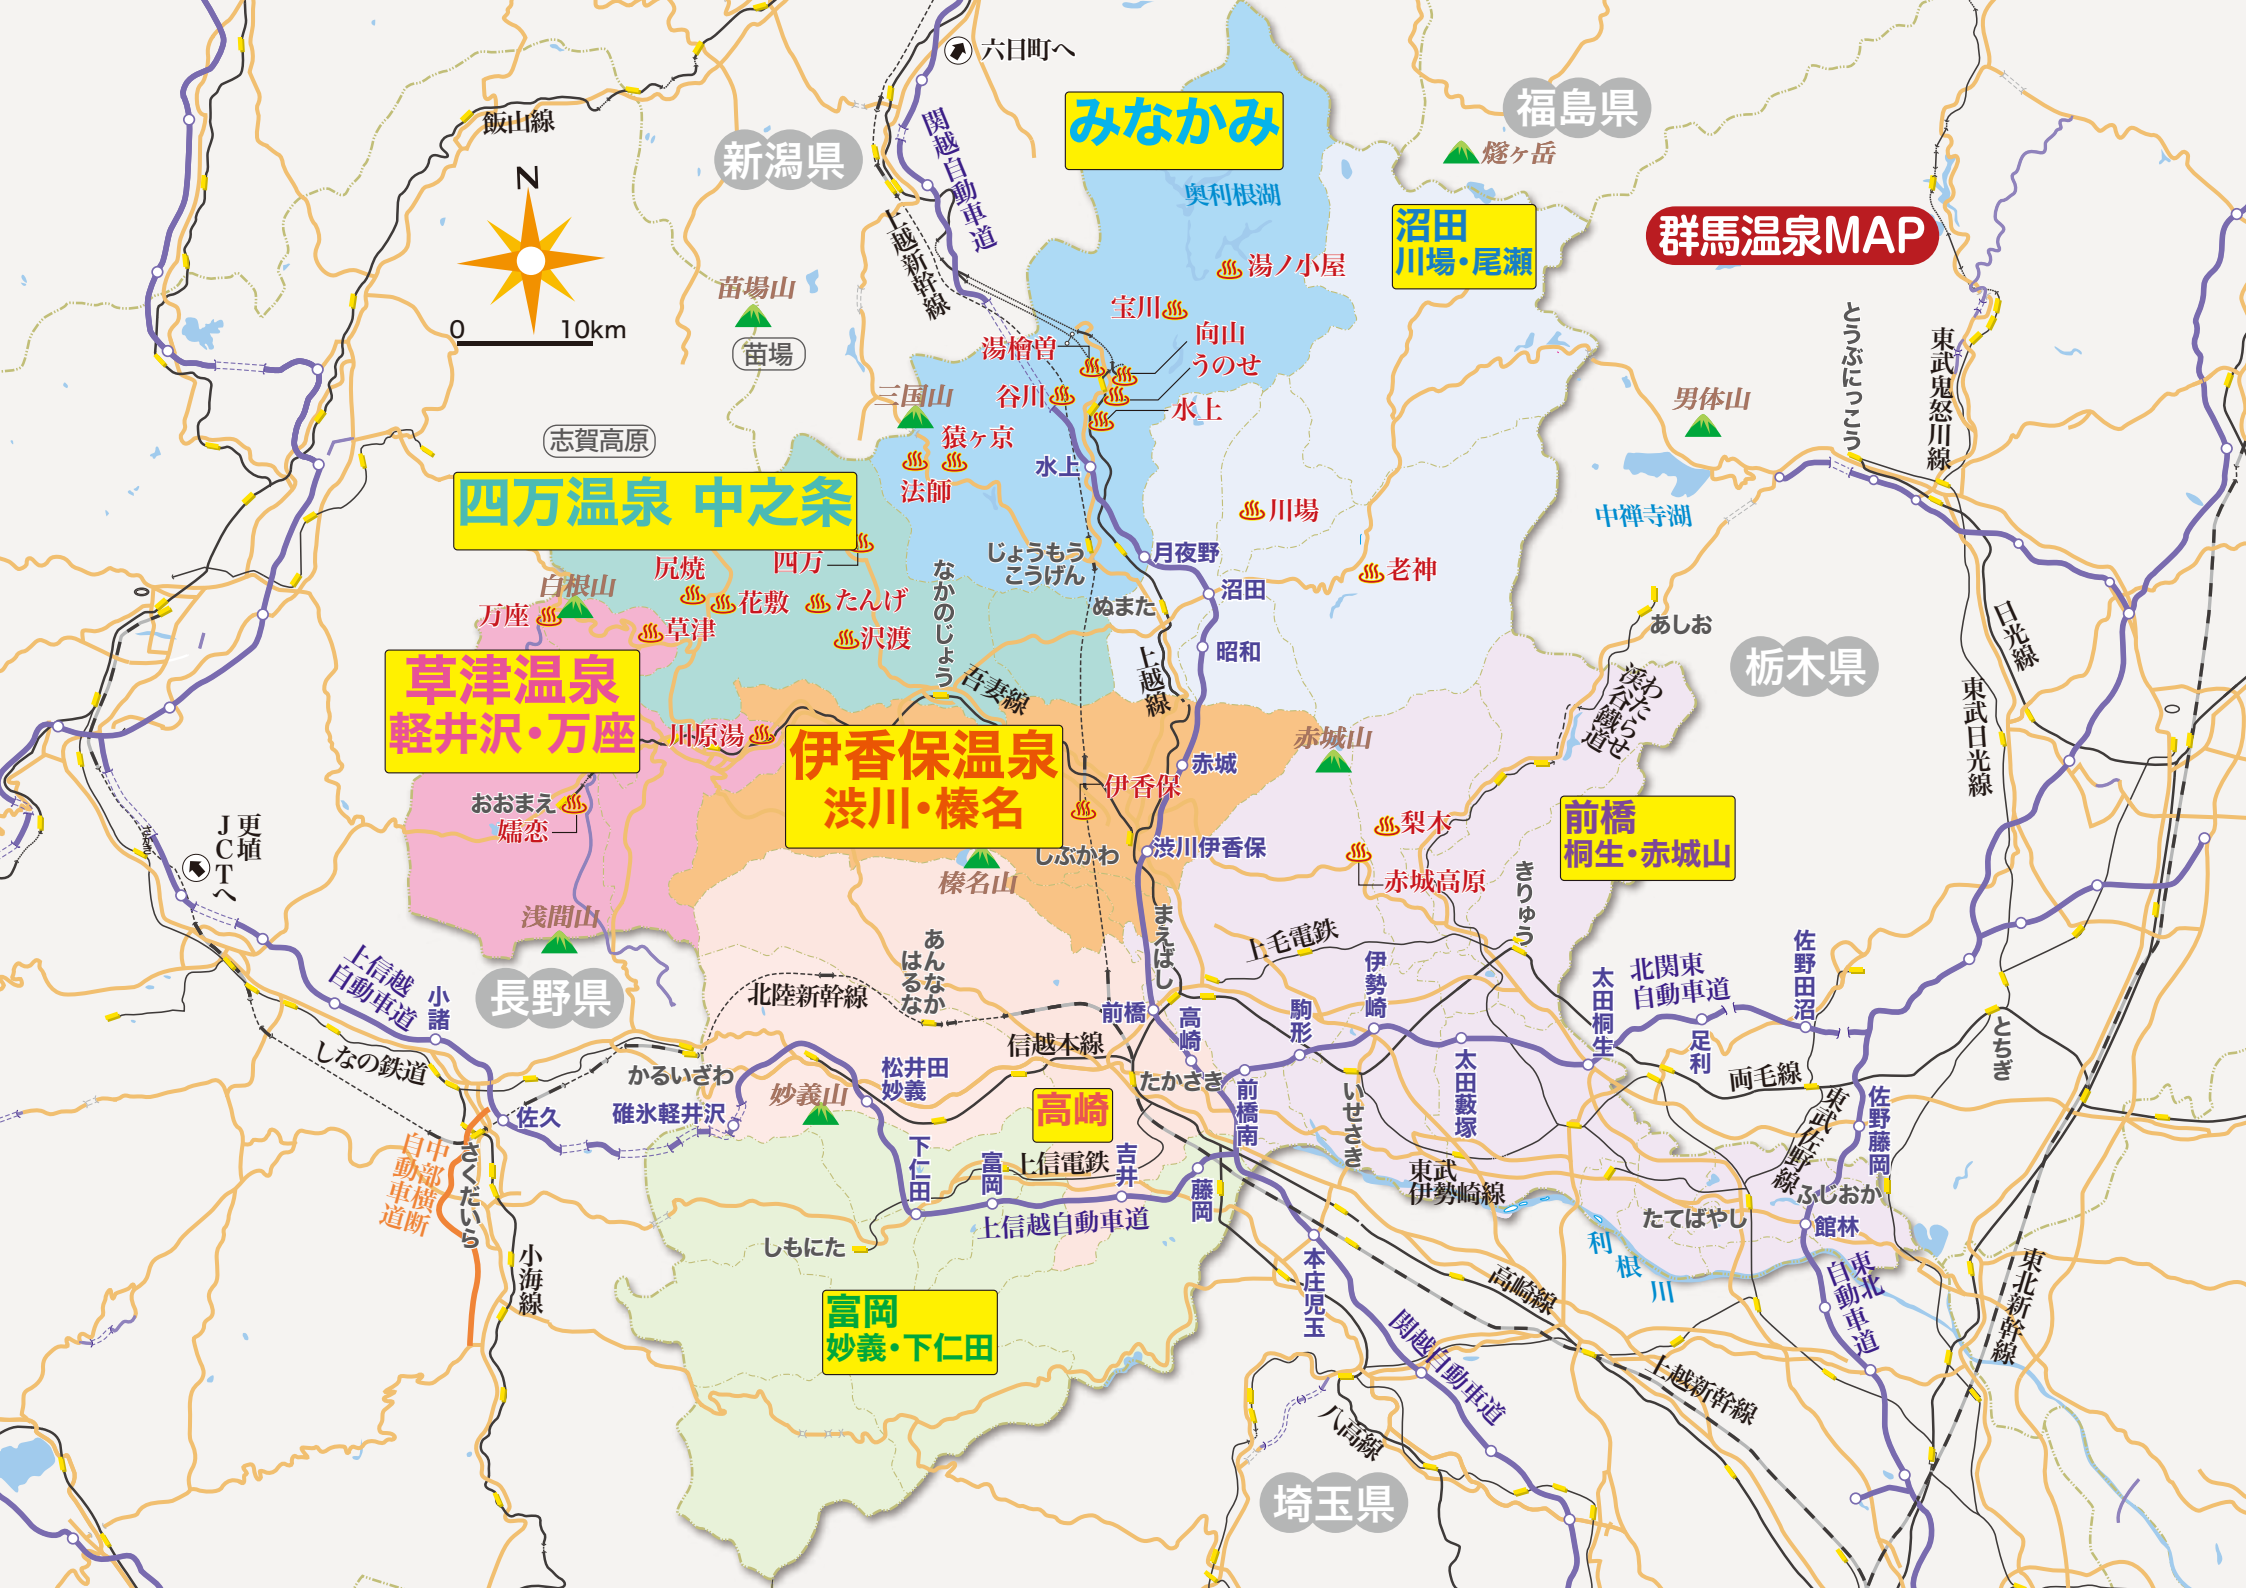 六日町へ
飯山線
新潟県
関越自動車道
上越新幹線
みなかみ
奥利根湖
福島県
燧ヶ岳
沼田
川場・尾瀬
群馬温泉MAP
N
0 10km
苗場山
苗場
湯ノ小屋
宝川
向山
湯檜曽
うのせ
谷川
水上
三国山
猿ヶ京
法師
水上
志賀高原
四万温泉 中之条
四万
尻焼
花敷
たんげ
沢渡
白根山
万座
草津
なかのじょう
じょうもう
こうげん
月夜野
沼田
ぬまた
昭和
川場
老神
男体山
とうぶにっこう
東武鬼怒川線
中禅寺湖
あしお
栃木県
日光線
東武日光線
わたらせ
渓谷鐵道
草津温泉
軽井沢・万座
川原湯
吾妻線
上越線
伊香保温泉
渋川・榛名
伊香保
赤城
赤城山
おおまえ
嬬恋
しぶかわ
渋川伊香保
榛名山
梨木
赤城高原
前橋
桐生・赤城山
きりゅう
更埴
JCTへ
浅間山
長野県
上信越
自動車道
小諸
しなの鉄道
北陸新幹線
あんなか
はるな
まえばし
上毛電鉄
前橋
高崎
駒形
伊勢崎
太田桐生
北関東
自動車道
足利
佐野田沼
とちぎ
両毛線
信越本線
かるいざわ
松井田
妙義
妙義山
碓氷軽井沢
佐久
中部横断
自動車道
さくだいら
小海線
高崎
たかさき
前橋南
いせさき
太田藪塚
東武佐野線
佐野藤岡
下仁田
富岡
上信電鉄
吉井
藤岡
上信越自動車道
しもにた
東武
伊勢崎線
ふじおか
たてばやし
館林
利根川
東北
自動車道
東北新幹線
富岡
妙義・下仁田
本庄児玉
高崎線
関越自動車道
上越新幹線
八高線
埼玉県